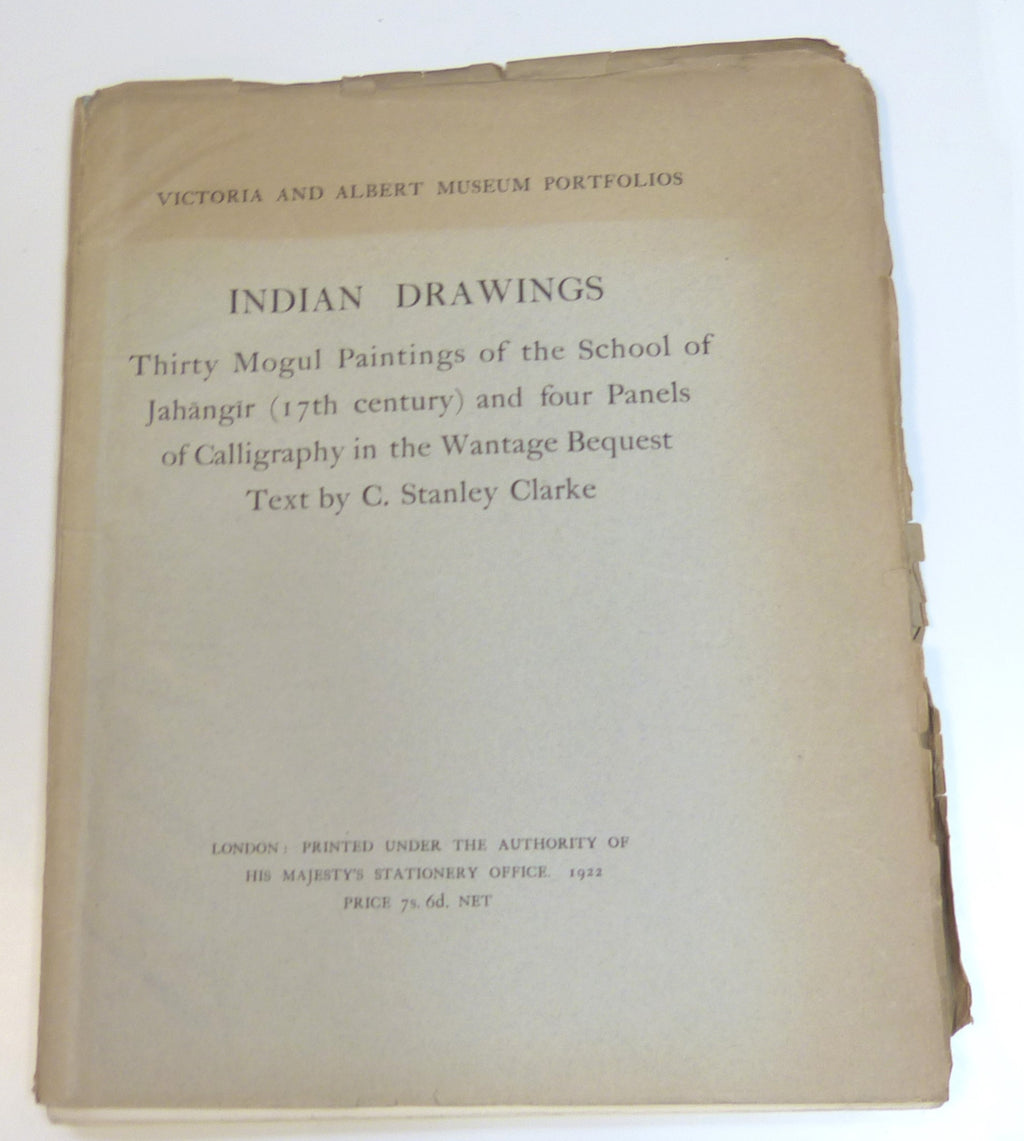 VICTORIA AND ALBERT MUSEUM PORTFOLIOS
INDIAN DRAWINGS
Thirty Mogul Paintings of the School of
Jahāngīr (17th century) and four Panels
of Calligraphy in the Wantage Bequest
Text by C. Stanley Clarke
LONDON: PRINTED UNDER THE AUTHORITY OF
HIS MAJESTY'S STATIONERY OFFICE. 1922
PRICE 7s. 6d. NET